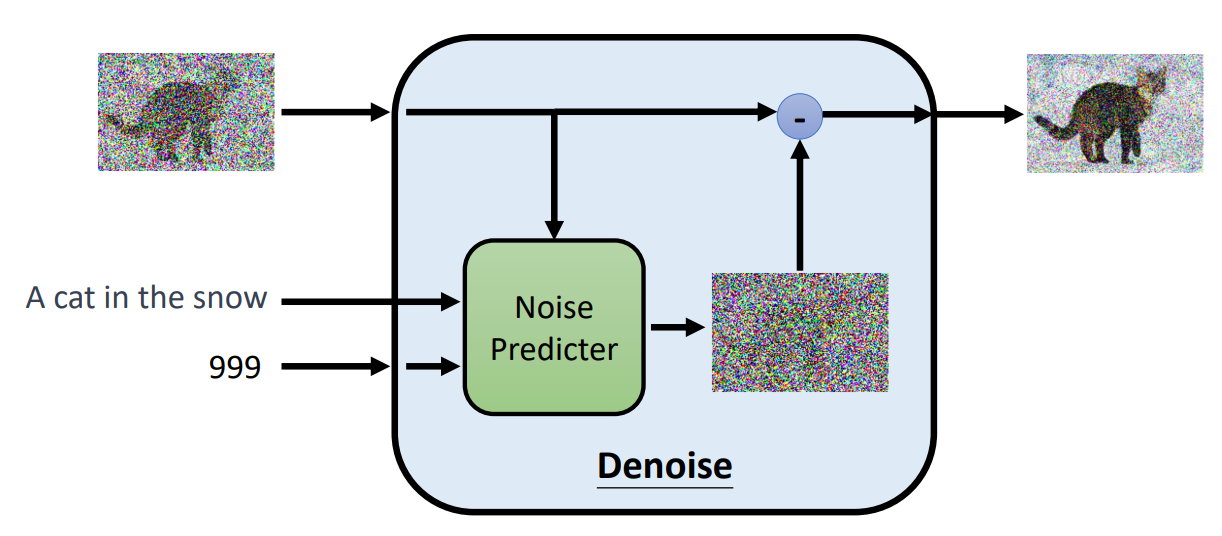 A cat in the snow
999
Noise
Predicter
-
Denoise